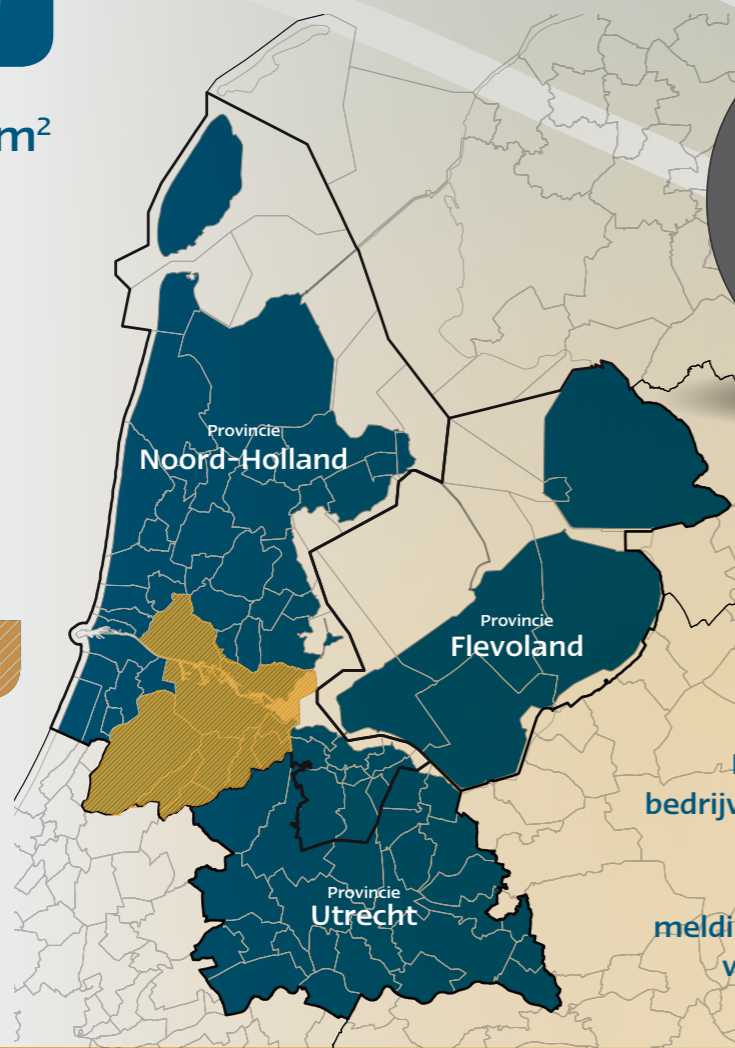 m²
Provincie
Noord-Holland
Provincie
Flevoland
bedrijv
Provincie
Utrecht
meldi